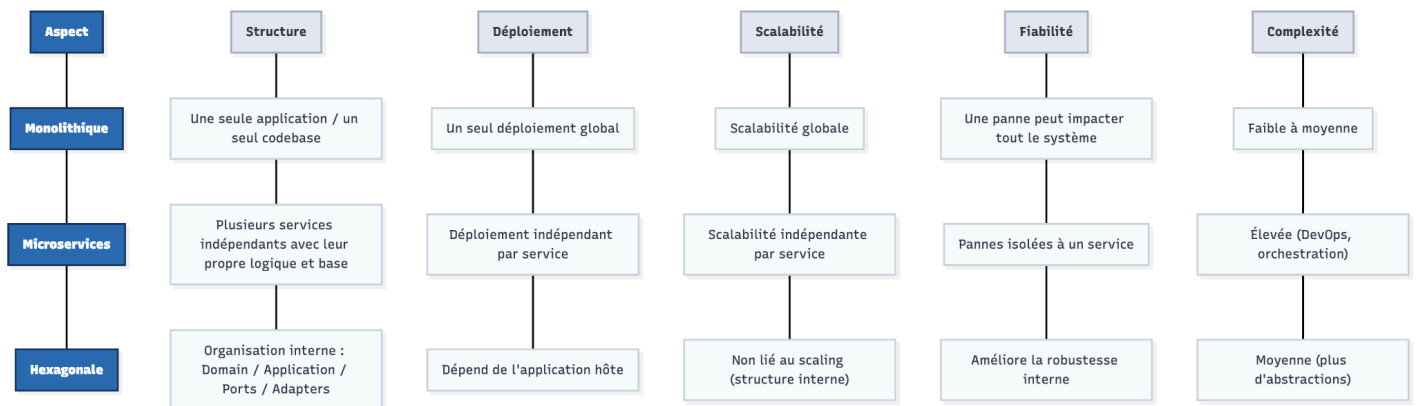 Aspect
Structure
Déploiement
Scalabilité
Fiabilité
Complexité
Monolithique
Une seule application / un
seul codebase
Un seul déploiement global
Scalabilité globale
Une panne peut impacter
tout le système
Faible à moyenne
Microservices
Plusieurs services
indépendants avec leur
propre logique et base
Déploiement indépendant
par service
Scalabilité indépendante
par service
Pannes isolées à un service
Élevée (DevOps,
orchestration)
Hexagonale
Organisation interne :
Domain / Application /
Ports / Adapters
Dépend de l'application hôte
Non lié au scaling
(structure interne)
Améliore la robustesse
interne
Moyenne (plus
d'abstractions)